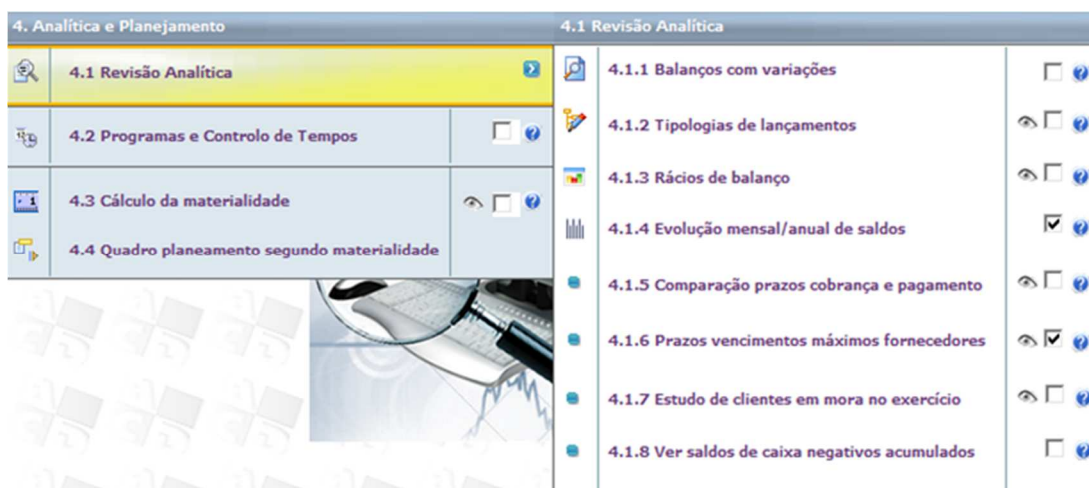 4. Analítica e Planejamento
4.1 Revisão Analítica
4.2 Programas e Controlo de Tempos
4.3 Cálculo da materialidade
4.4 Quadro planeamento segundo materialidade
4.1 Revisão Analítica
4.1.1 Balanços com variações
4.1.2 Tipologias de lançamentos
4.1.3 Rácios de balanço
4.1.4 Evolução mensal/anual de saldos
4.1.5 Comparação prazos cobrança e pagamento
4.1.6 Prazos vencimentos máximos fornecedores
4.1.7 Estudo de clientes em mora no exercício
4.1.8 Ver saldos de caixa negativos acumulados